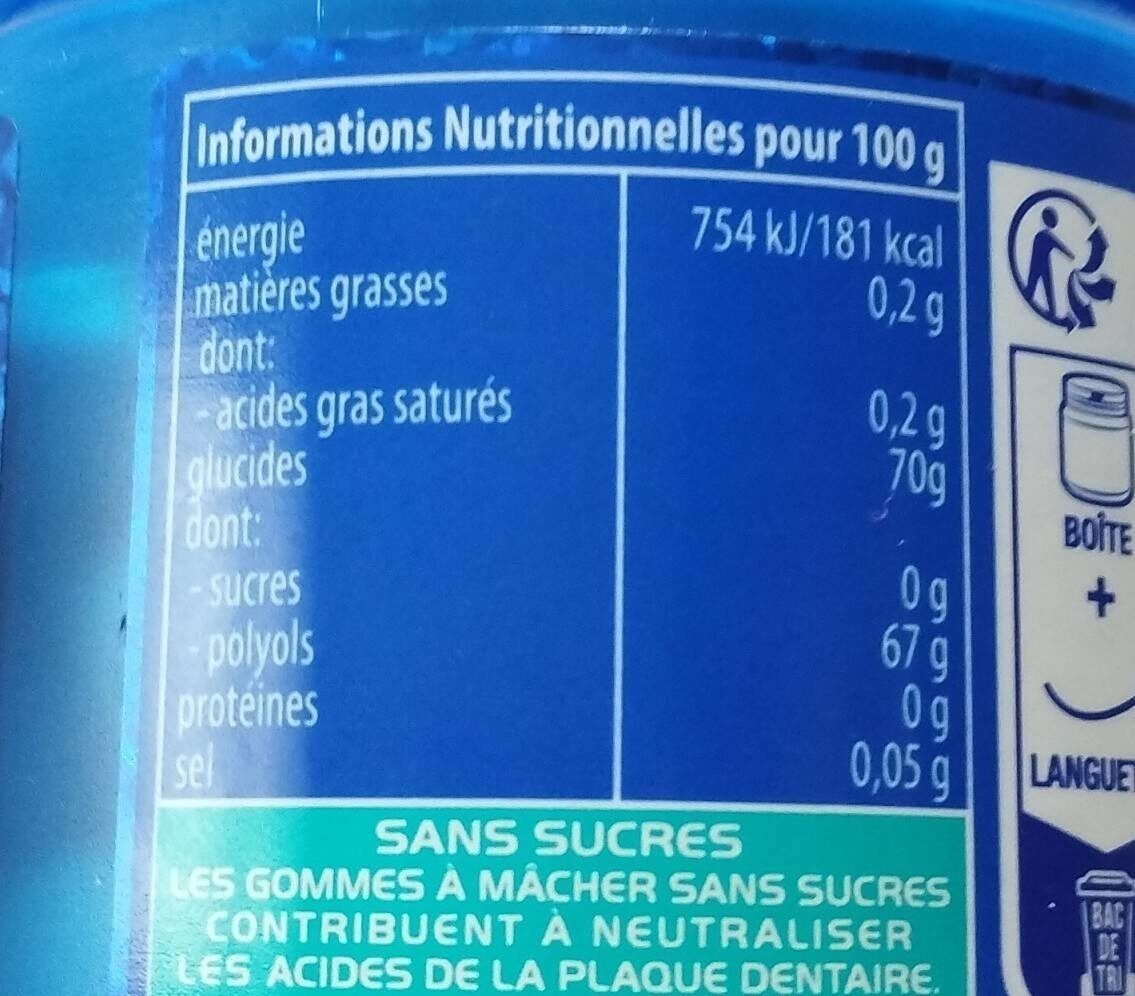 Informations Nutritionnelles pour 100 g
énergie 754 kJ/181 kcal
matières grasses 0,2 g
dont:
- acides gras saturés 0,2 g
glucides 70g
dont:
- sucres 0 g
- polyols 67 g
protéines 0 g
sel 0,05 g
SANS SUCRES
LES GOMMES À MÂCHER SANS SUCRES
CONTRIBUENT À NEUTRALISER
LES ACIDES DE LA PLAQUE DENTAIRE.
BOÎTE
+
LANGUET
BAC
DE
TRI